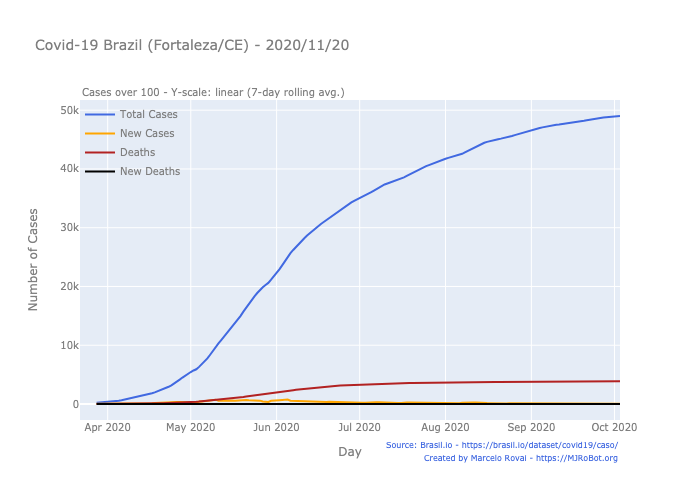 Covid-19 Brazil (Fortaleza/CE) - 2020/11/20
Cases over 100 - Y-scale: linear (7-day rolling avg.)
Total Cases
New Cases
Deaths
New Deaths
50k
40k
30k
20k
10k
0
Number of Cases
Apr 2020 May 2020 Jun 2020 Jul 2020 Aug 2020 Sep 2020 Oct 2020
Day
Source: Brasil.io - https://brasil.io/dataset/covid19/caso/
Created by Marcelo Rovai - https://MJRoBot.org